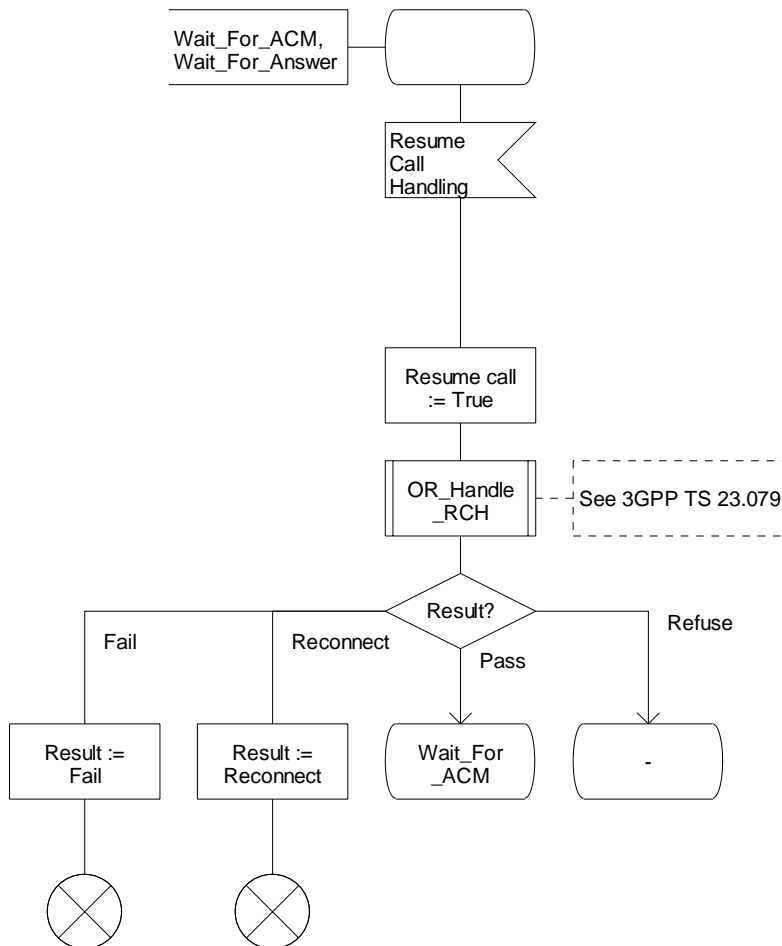 Wait_For_ACM,
Wait_For_Answer
Resume
Call
Handling
Resume call
:= True
OR_Handle
_RCH
See 3GPP TS 23.079
Result?
Fail
Reconnect
Pass
Refuse
Result :=
Fail
Result :=
Reconnect
Wait_For
_ACM
-